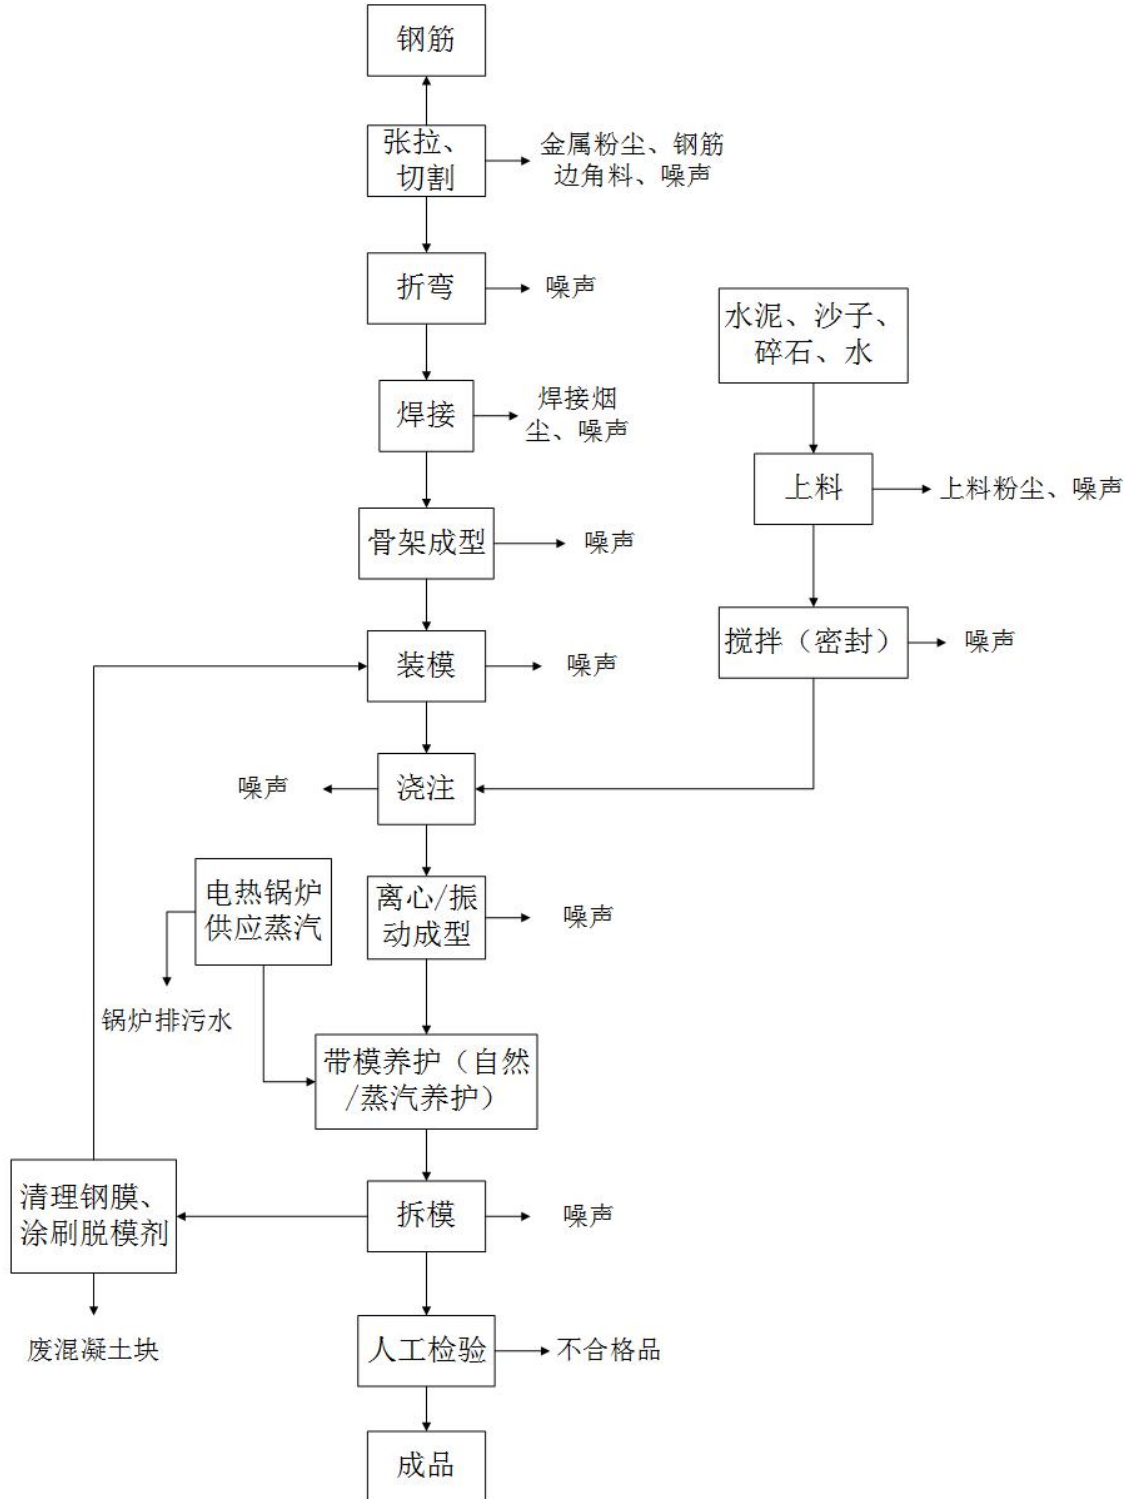 钢筋
张拉、
切割
金属粉尘、钢筋
边角料、噪声
折弯
噪声
水泥、沙子、
碎石、水
焊接
焊接烟
尘、噪声
上料
上料粉尘、噪声
骨架成型
噪声
搅拌（密封）
噪声
装模
噪声
噪声
浇注
电热锅炉
供应蒸汽
离心/振
动成型
噪声
锅炉排污水
带模养护（自然
/蒸汽养护）
清理钢膜、
涂刷脱模剂
拆模
噪声
废混凝土块
人工检验
不合格品
成品